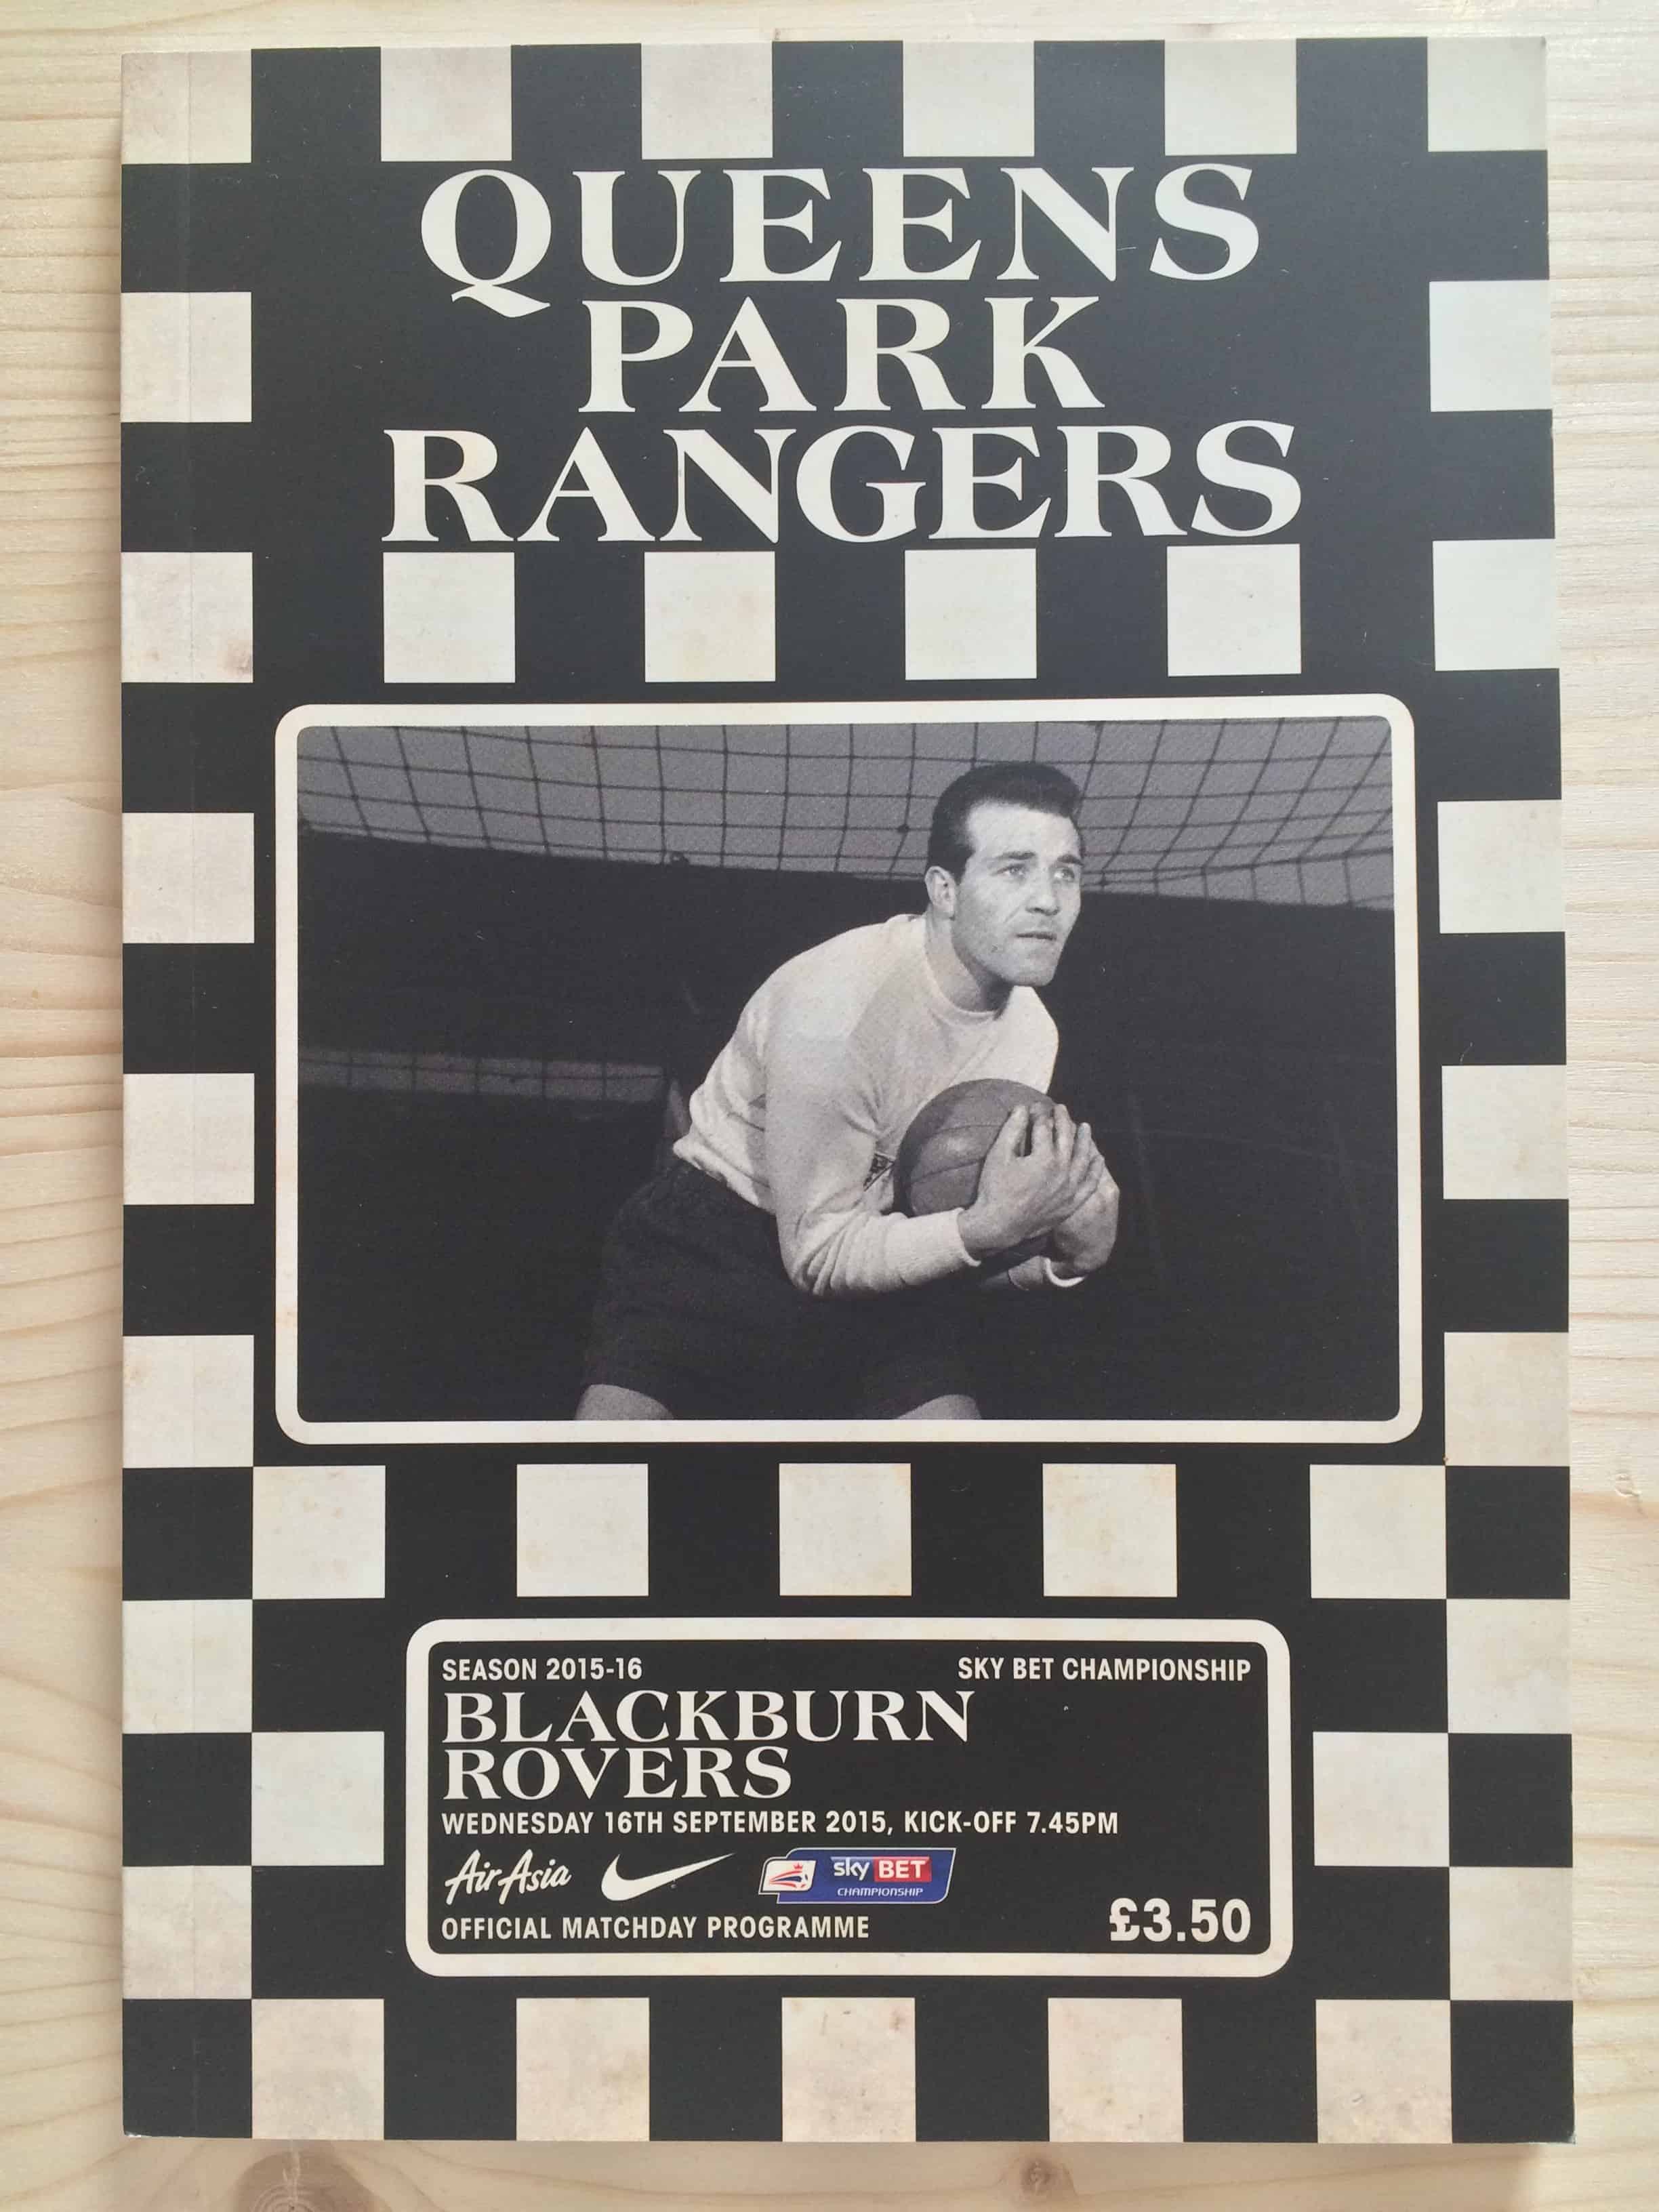 QUEENS
PARK
RANGERS
SEASON 2015-16 SKY BET CHAMPIONSHIP
BLACKBURN
ROVERS
WEDNESDAY 16TH SEPTEMBER 2015, KICK-OFF 7.45PM
AirAsia sky BET CHAMPIONSHIP
OFFICIAL MATCHDAY PROGRAMME £3.50